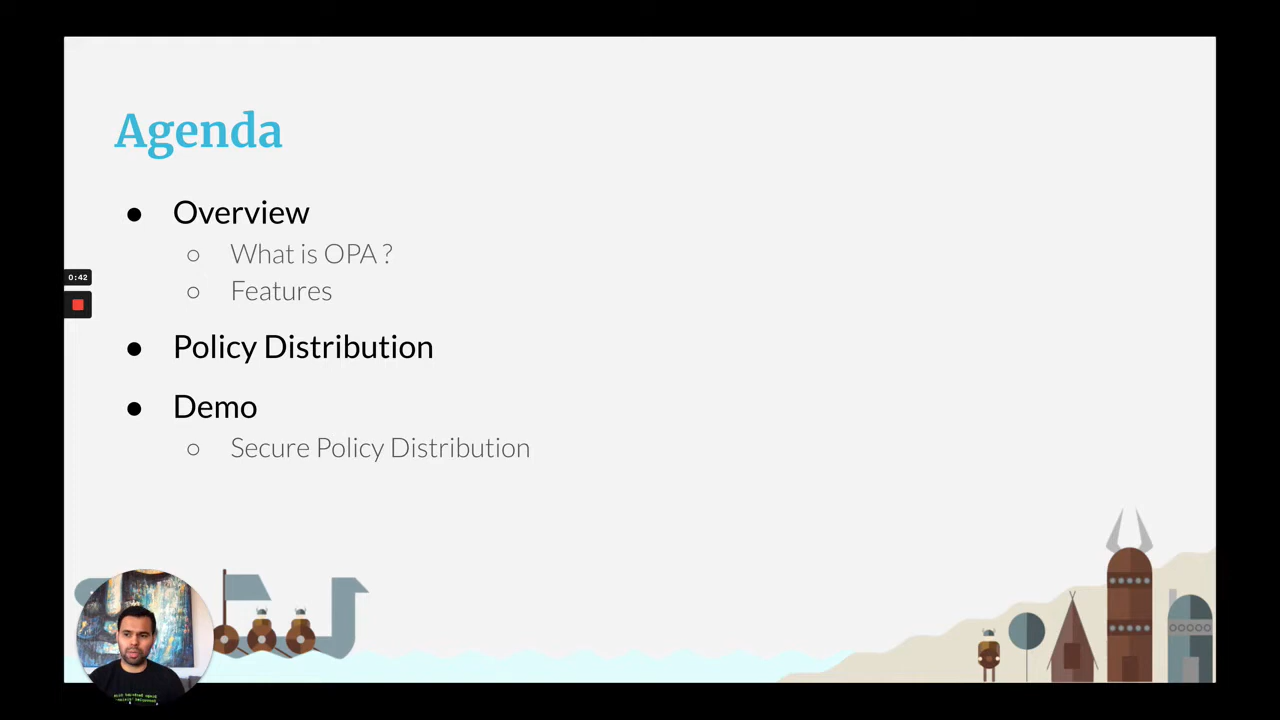 Agenda
● Overview
○ What is OPA ?
○ Features
● Policy Distribution
● Demo
○ Secure Policy Distribution
0:42